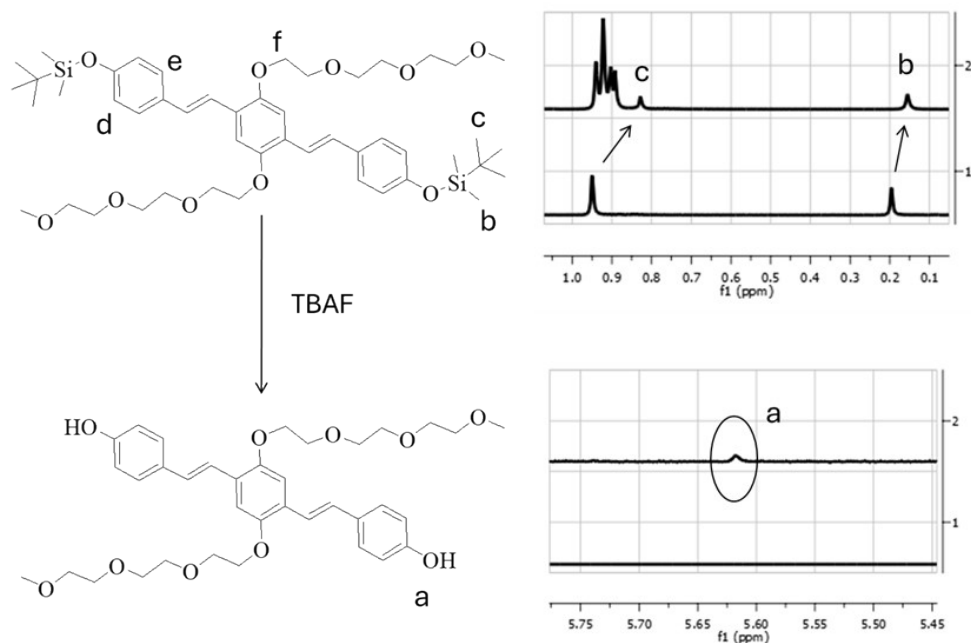 f
O O O O
Si O e
d
c
O Si
O O O O
b
TBAF
HO
O O O O
O O O O
OH
a
c
b
2
1
1.0 0.9 0.8 0.7 0.6 0.5 0.4 0.3 0.2 0.1
f1 (ppm)
a
2
1
5.75 5.70 5.65 5.60 5.55 5.50 5.45
f1 (ppm)